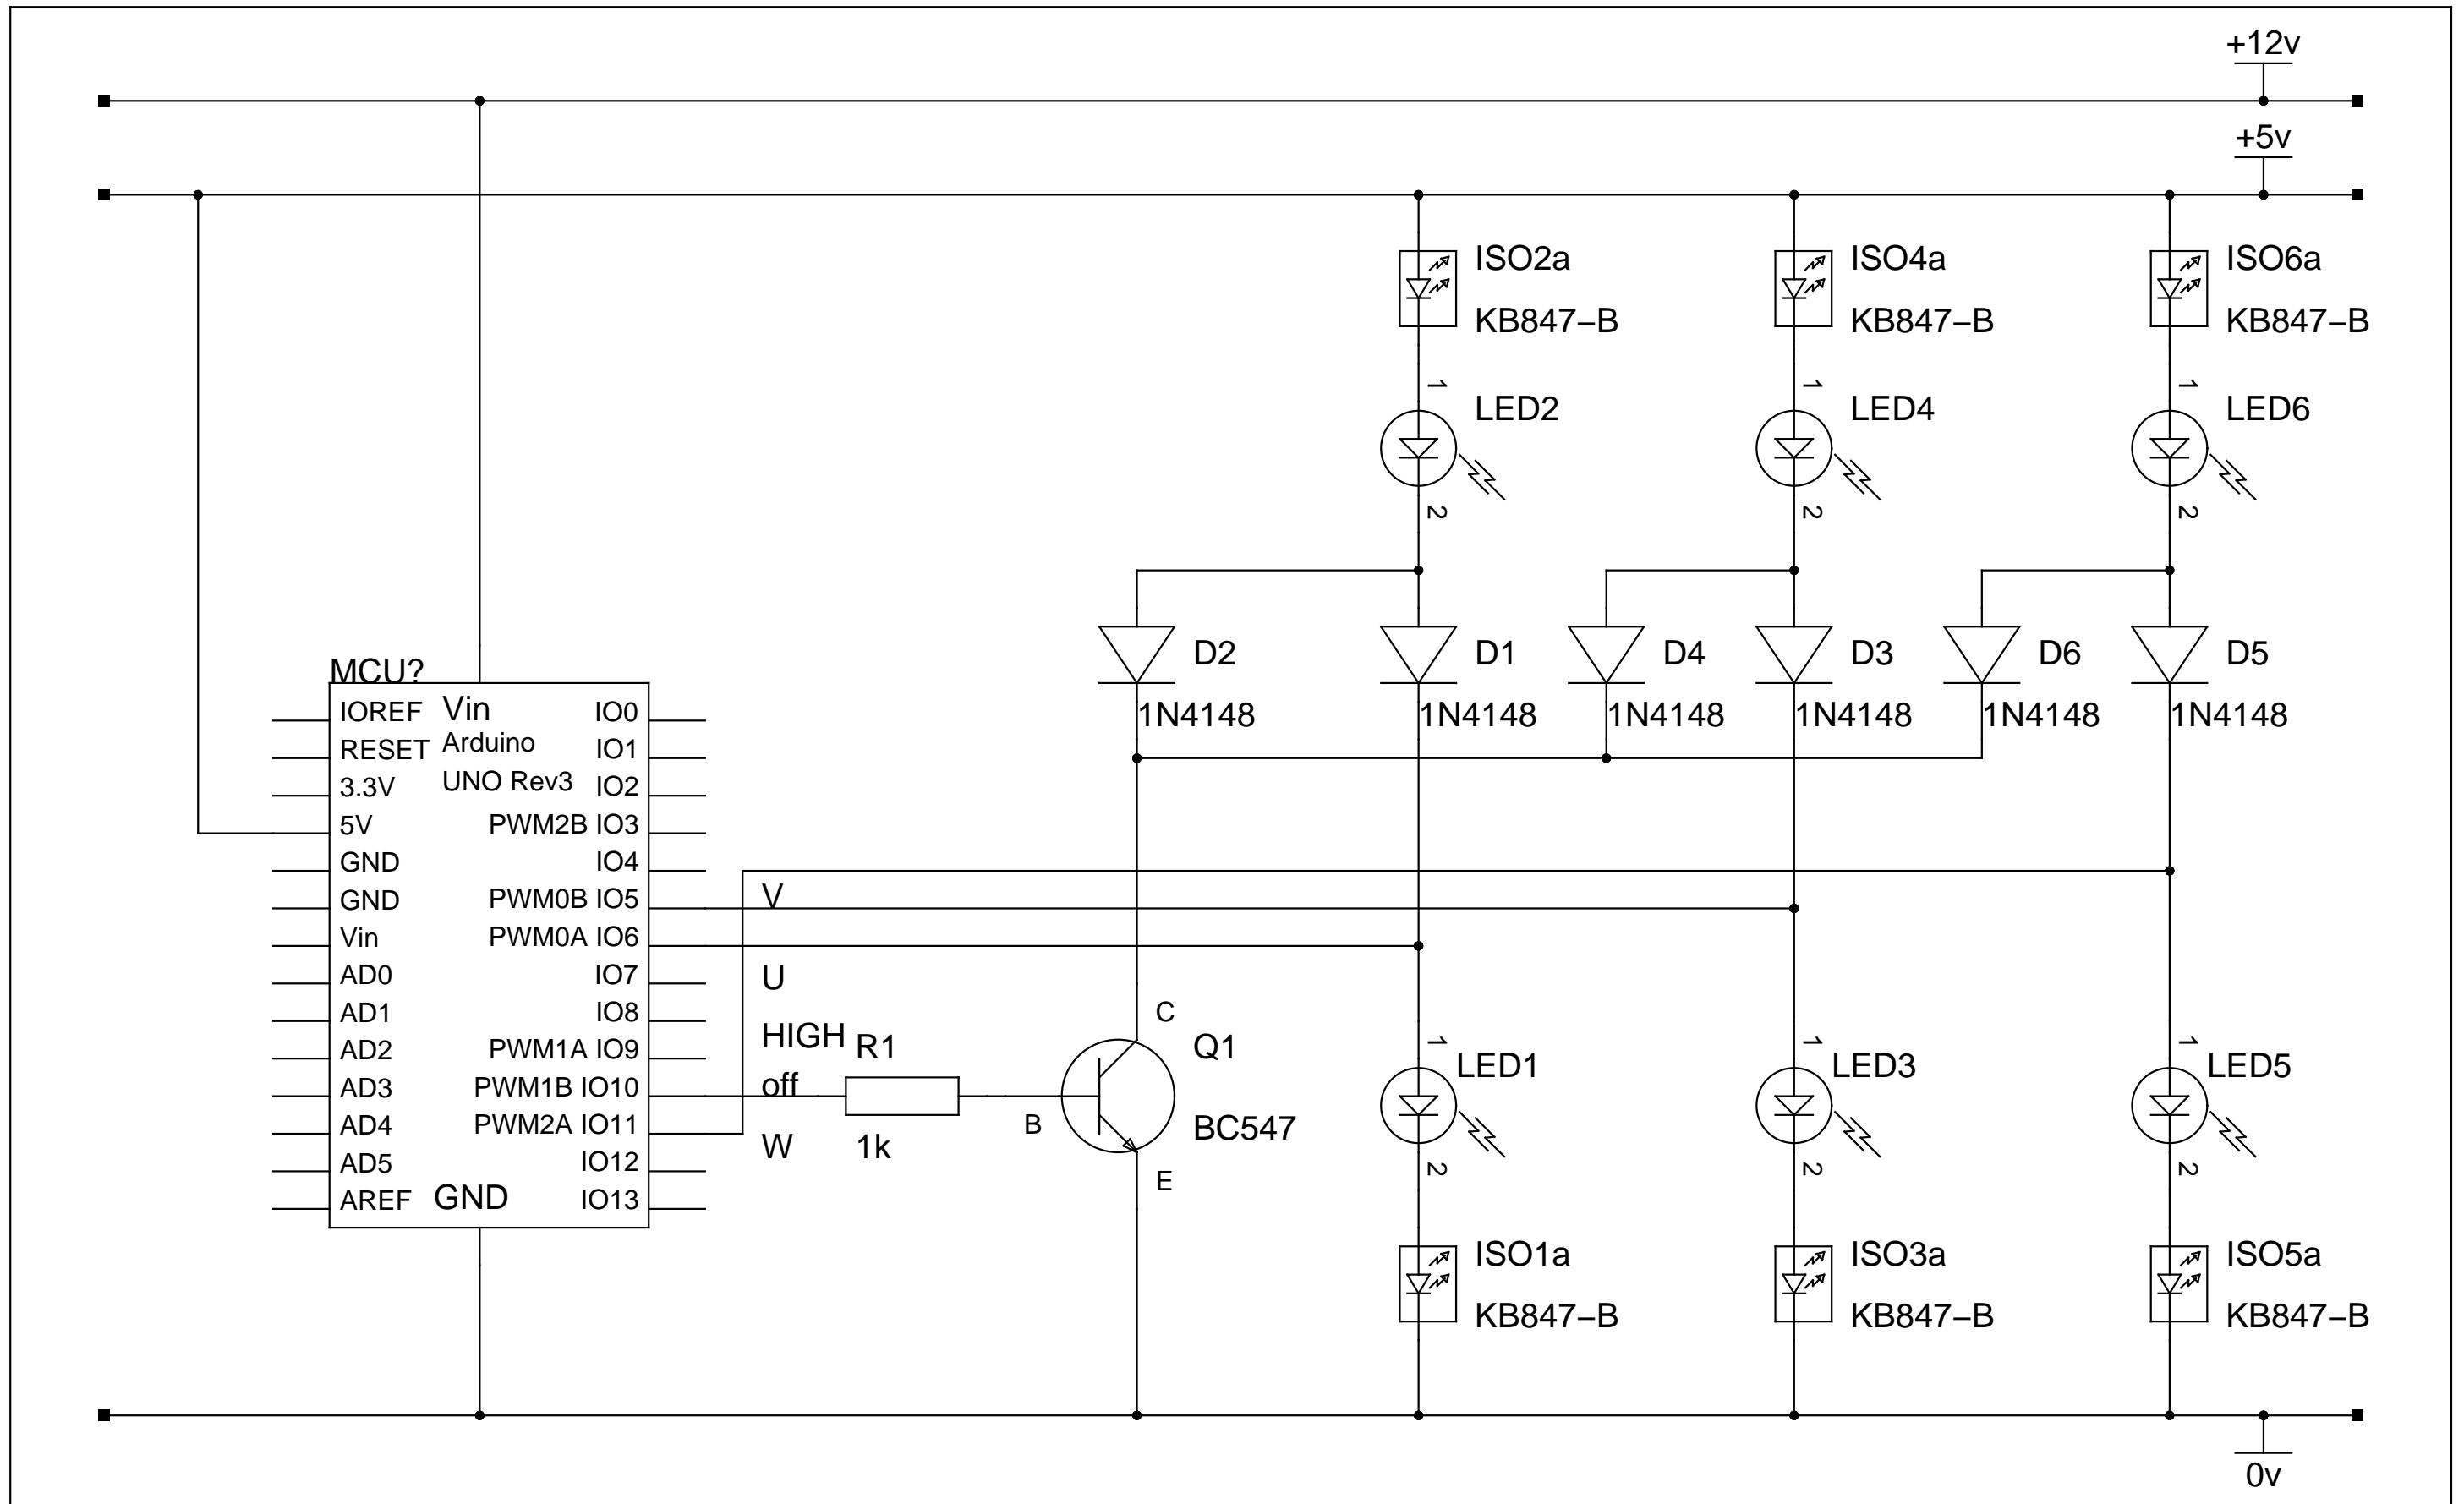 +12v
+5v
ISO2a
KB847–B
ISO4a
KB847–B
ISO6a
KB847–B
1
LED2
2
1
LED4
2
1
LED6
2
D2
1N4148
D1
1N4148
D4
1N4148
D3
1N4148
D6
1N4148
D5
1N4148
MCU?
Vin
Arduino
UNO Rev3
IOREF
RESET
3.3V
5V
GND
GND
Vin
AD0
AD1
AD2
AD3
AD4
AD5
AREF
GND
IO0
IO1
IO2
PWM2B IO3
IO4
PWM0B IO5
PWM0A IO6
IO7
IO8
PWM1A IO9
PWM1B IO10
PWM2A IO11
IO12
IO13
V
U
HIGH
off
W
R1
1k
C
B
E
Q1
BC547
1
LED1
2
1
LED3
2
1
LED5
2
ISO1a
KB847–B
ISO3a
KB847–B
ISO5a
KB847–B
0v